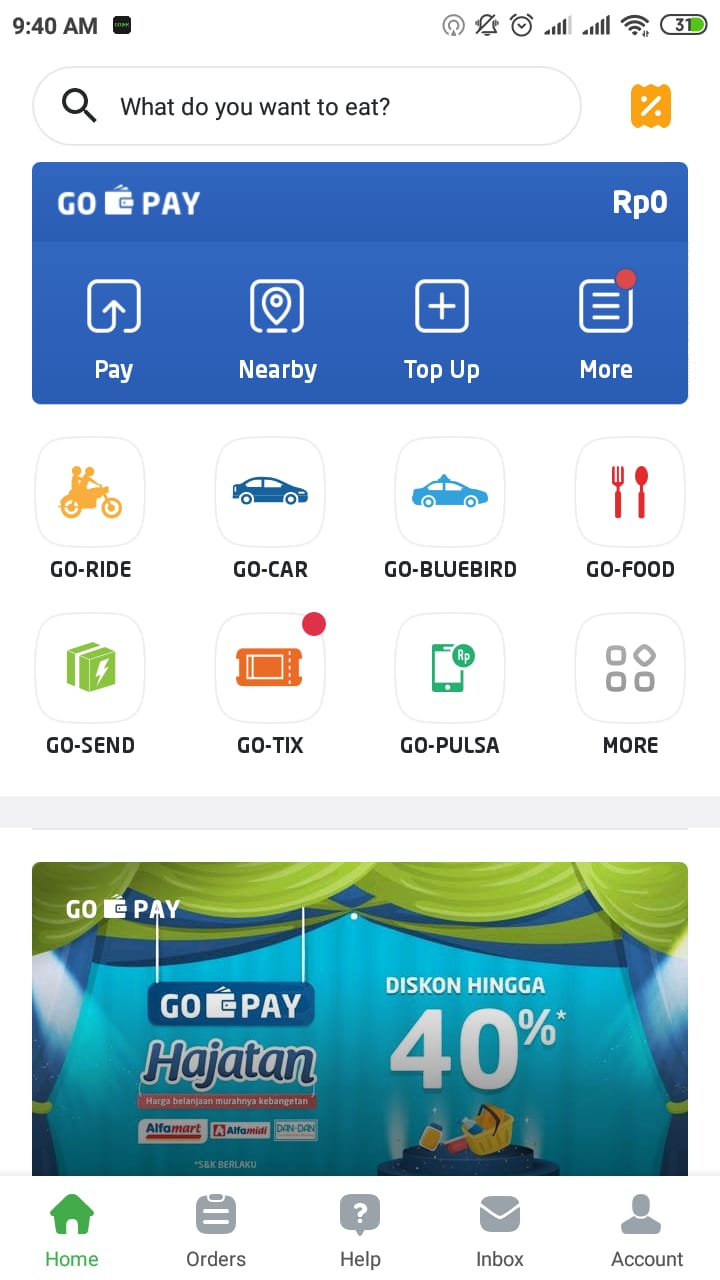 9:40 AM
31
What do you want to eat?
GO PAY
Rp0
Pay Nearby Top Up More
GO-RIDE GO-CAR GO-BLUEBIRD GO-FOOD
Rp
GO-SEND GO-TIX GO-PULSA MORE
GO PAY
GO PAY
Hajatan
Harga belanjaan murahnya kebangetan
Alfamart Alfamidi DAN+DAN
*S&K BERLAKU
DISKON HINGGA
40%*
Home Orders Help Inbox Account